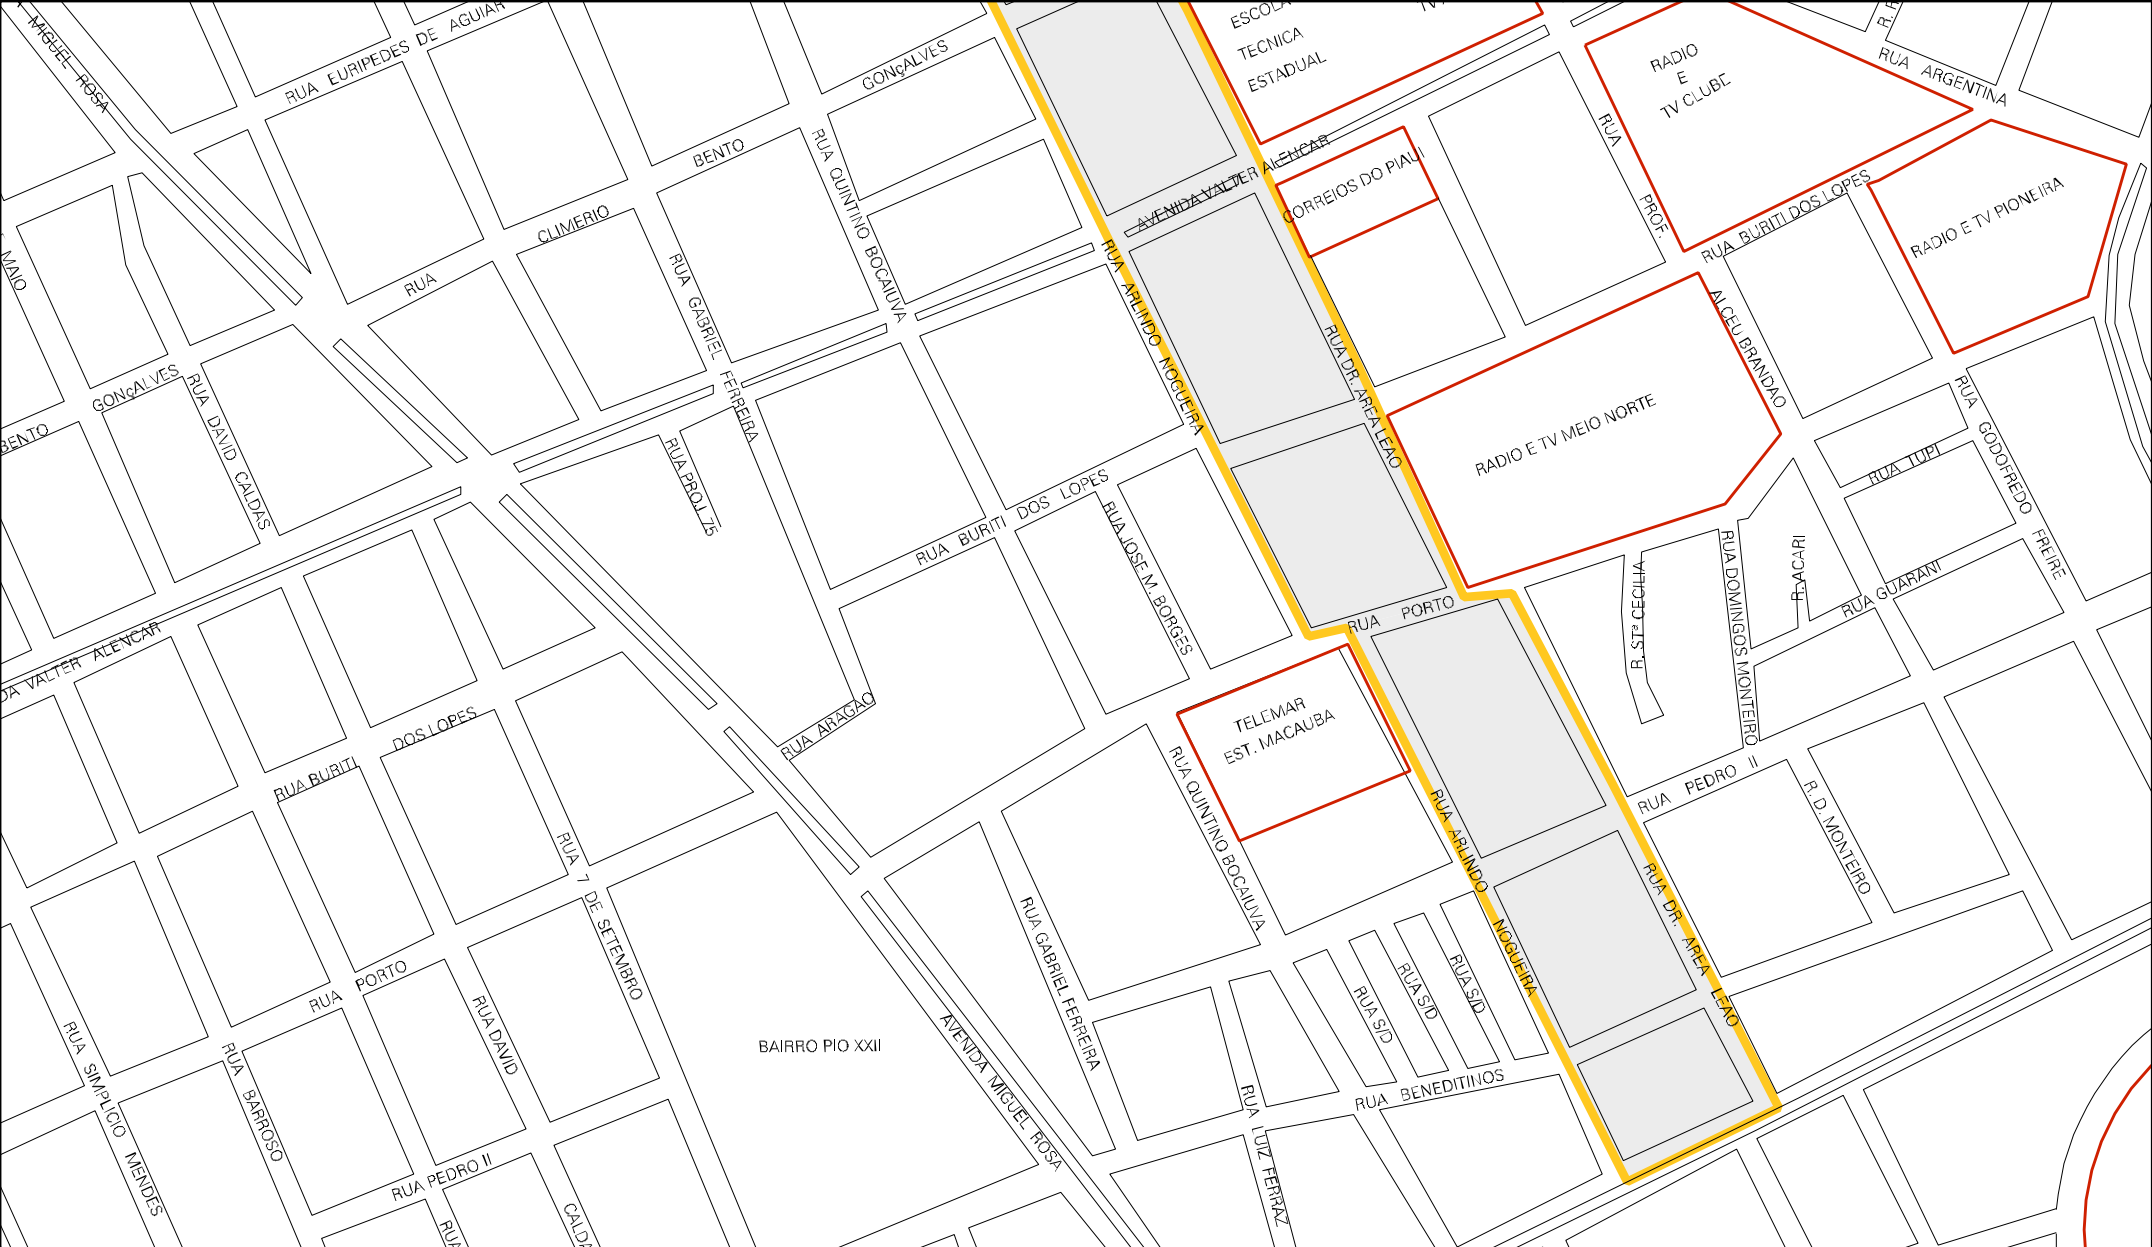 MIGUEL ROSA
RUA EURIPEDES DE AGUIAR
GONçALVES
ESCOLA
TECNICA
ESTADUAL
RADIO
E
TV CLUBE
RUA ARGENTINA
BENTO
RUA QUINTINO BOCAIUVA
AVENIDA VALTER ALENCAR
CORREIOS DO PIAUI
RUA PROF. ALCEU BRANDAO
RUA BURITI DOS LOPES
RADIO E TV PIONEIRA
MAIO
RUA
CLIMERIO
RUA GABRIEL FERREIRA
RUA ARLINDO NOGUEIRA
RUA DR. AREA LEAO
GONçALVES
BENTO
RUA DAVID CALDAS
RUA PROJ. 75
RADIO E TV MEIO NORTE
RUA TUPI
RUA GODOFREDO FREIRE
RUA BURITI DOS LOPES
RUA JOSE M. BORGES
RUA PORTO
R. STª CECILIA
RUA DOMINGOS MONTEIRO
R. ACARI
RUA GUARANI
DA VALTER ALENCAR
RUA ARAGAO
TELEMAR
EST. MACAUBA
RUA BURITI DOS LOPES
RUA QUINTINO BOCAIUVA
RUA PEDRO II
R. D. MONTEIRO
RUA 7 DE SETEMBRO
RUA ARLINDO NOGUEIRA
RUA DR. AREA LEAO
RUA GABRIEL FERREIRA
RUA S/D
RUA S/D
RUA S/D
RUA PORTO
RUA DAVID
CALDA
BAIRRO PIO XXII
AVENIDA MIGUEL ROSA
RUA SIMPLICIO MENDES
RUA BARROSO
RUA BENEDITINOS
RUA LUIZ FERRAZ
RUA PEDRO II
RUA